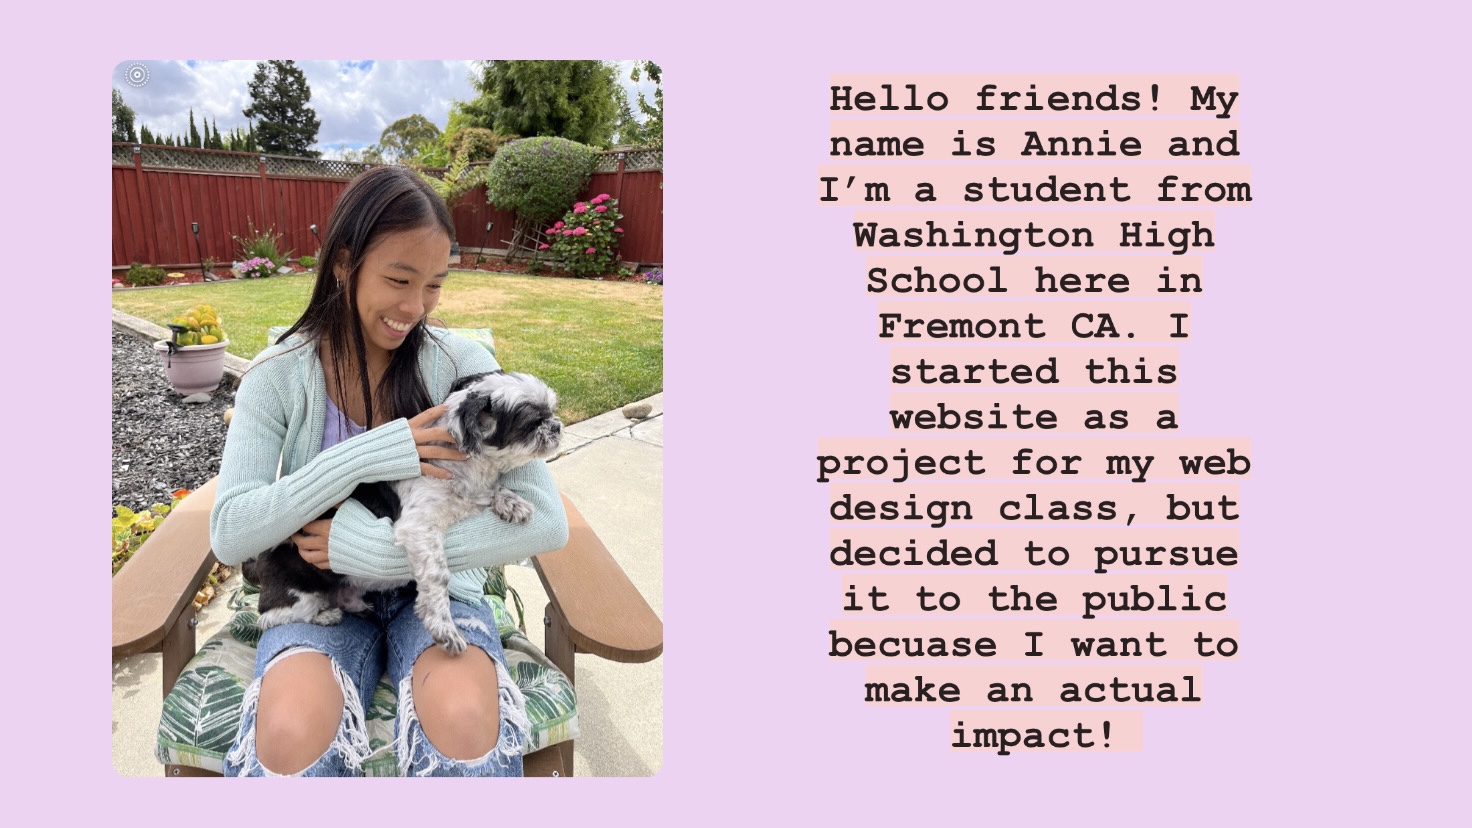 Hello friends! My
name is Annie and
I’m a student from
Washington High
School here in
Fremont CA. I
started this
website as a
project for my web
design class, but
decided to pursue
it to the public
becuase I want to
make an actual
impact!